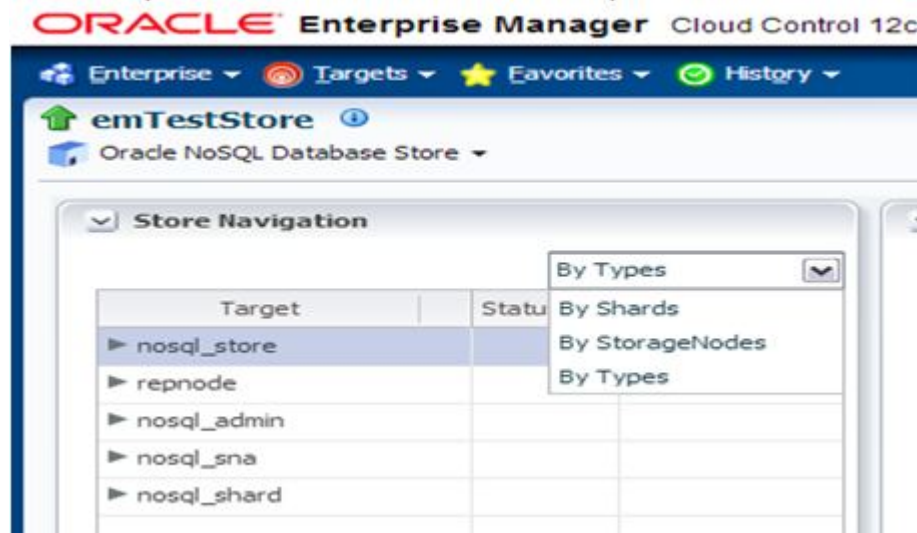 ORACLE Enterprise Manager Cloud Control 12c
Enterprise Targets Favorites History
emTestStore
Oracle NoSQL Database Store
Store Navigation
By Types
Target Statu
By Shards
nosql_store
By StorageNodes
repnode
By Types
nosql_admin
nosql_sna
nosql_shard